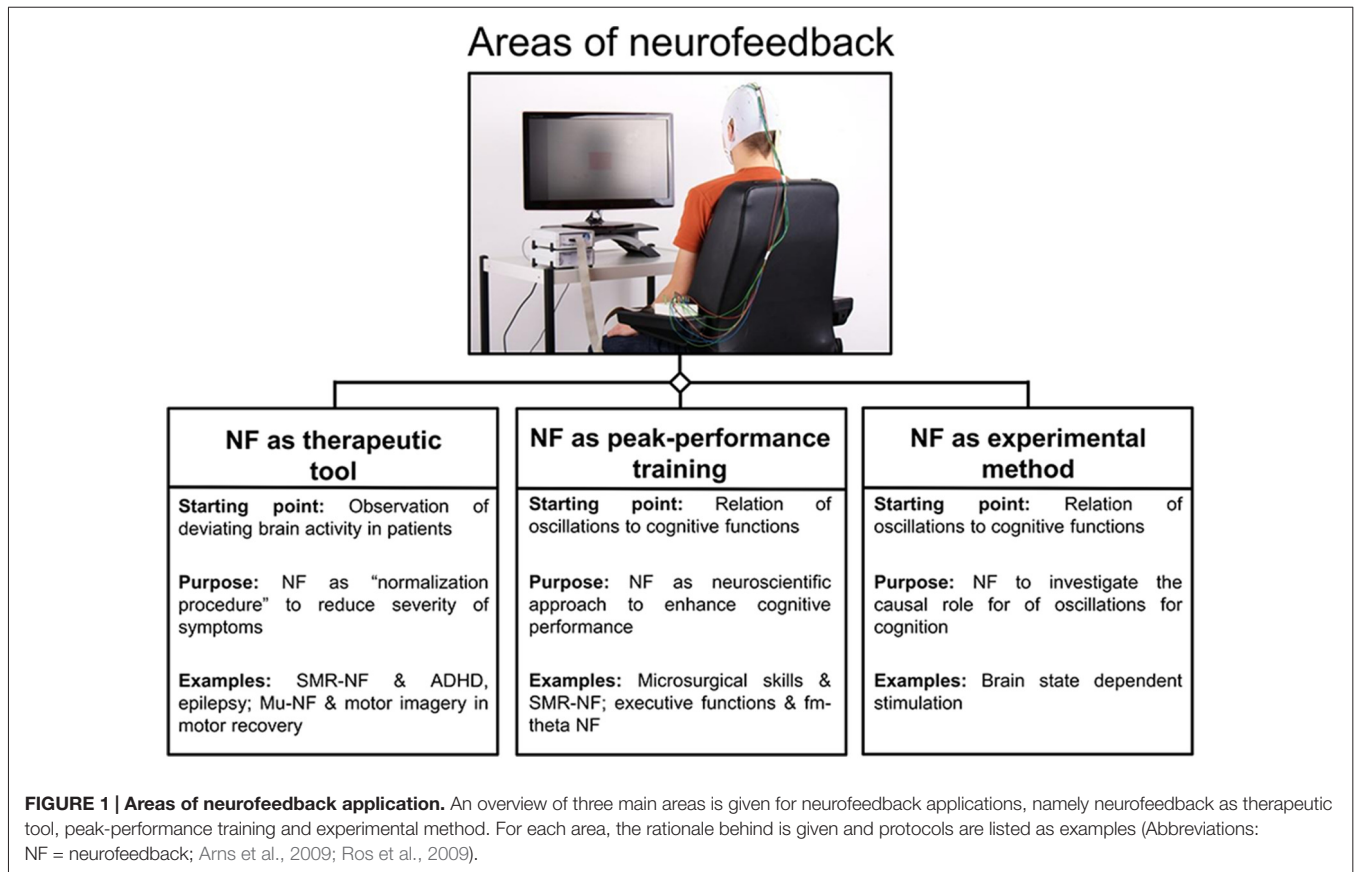 Areas of neurofeedback
NF as therapeutic
tool
Starting point: Observation of
deviating brain activity in patients
Purpose: NF as “normalization
procedure” to reduce severity of
symptoms
Examples: SMR-NF & ADHD,
epilepsy; Mu-NF & motor imagery in
motor recovery
NF as peak-performance
training
Starting point: Relation of
oscillations to cognitive functions
Purpose: NF as neuroscientific
approach to enhance cognitive
performance
Examples: Microsurgical skills &
SMR-NF; executive functions & fm-
theta NF
NF as experimental
method
Starting point: Relation of
oscillations to cognitive functions
Purpose: NF to investigate the
causal role for of oscillations for
cognition
Examples: Brain state dependent
stimulation
FIGURE 1 | Areas of neurofeedback application. An overview of three main areas is given for neurofeedback applications, namely neurofeedback as therapeutic
tool, peak-performance training and experimental method. For each area, the rationale behind is given and protocols are listed as examples (Abbreviations:
NF = neurofeedback; Arns et al., 2009; Ros et al., 2009).